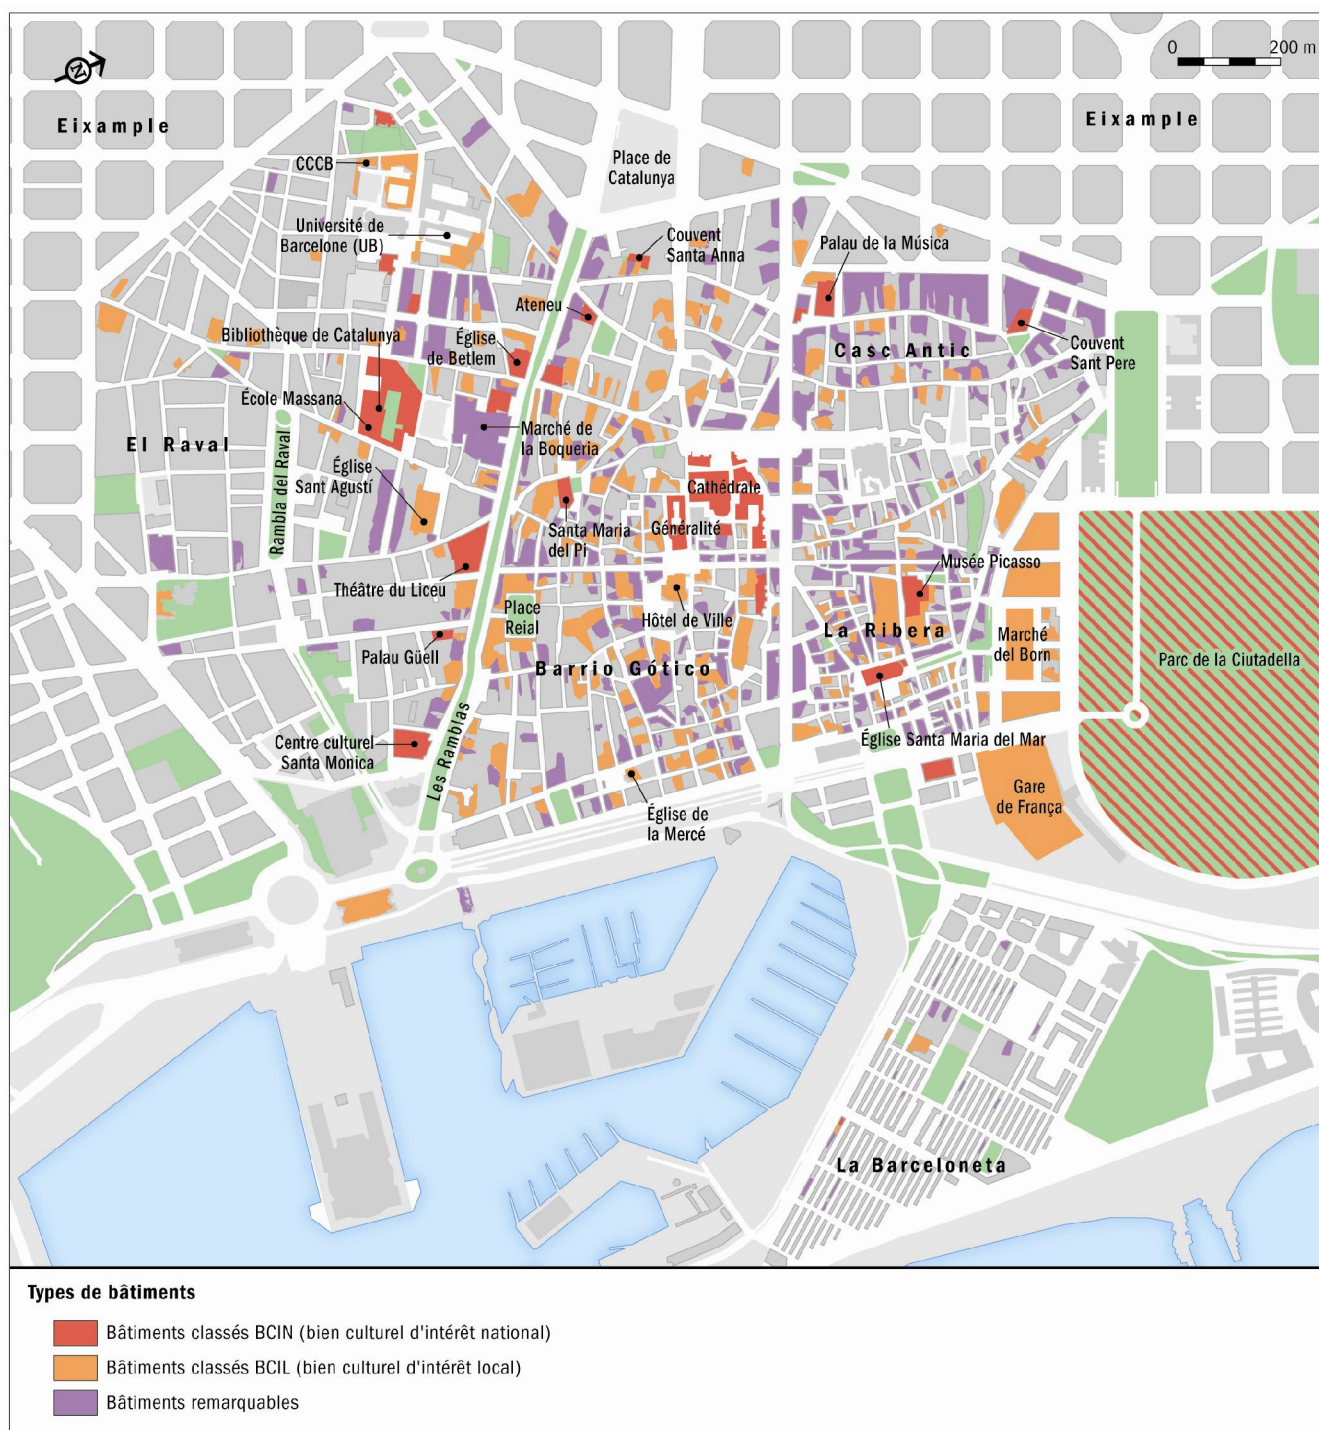 N
0 200 m
Eixample
Eixample
CCCB
Place de
Catalunya
Université de
Barcelone (UB)
Couvent
Santa Anna
Palau de la Música
Ateneu
Bibliothèque de Catalunya
Église
de Betlem
Casc Antic
Couvent
Sant Pere
École Massana
El Raval
Rambla del Raval
Marché de
la Boqueria
Église
Sant Agustí
Cathédrale
Santa Maria
del Pi
Généralité
Musée Picasso
Théâtre du Liceu
Place
Reial
Hôtel de Ville
La Ribera
Marché
del Born
Palau Güell
Barrio Gótico
Parc de la Ciutadella
Centre culturel
Santa Monica
Les Ramblas
Église Santa Maria del Mar
Gare
de França
Église de
la Mercé
La Barceloneta
Types de bâtiments
Bâtiments classés BCIN (bien culturel d'intérêt national)
Bâtiments classés BCIL (bien culturel d'intérêt local)
Bâtiments remarquables